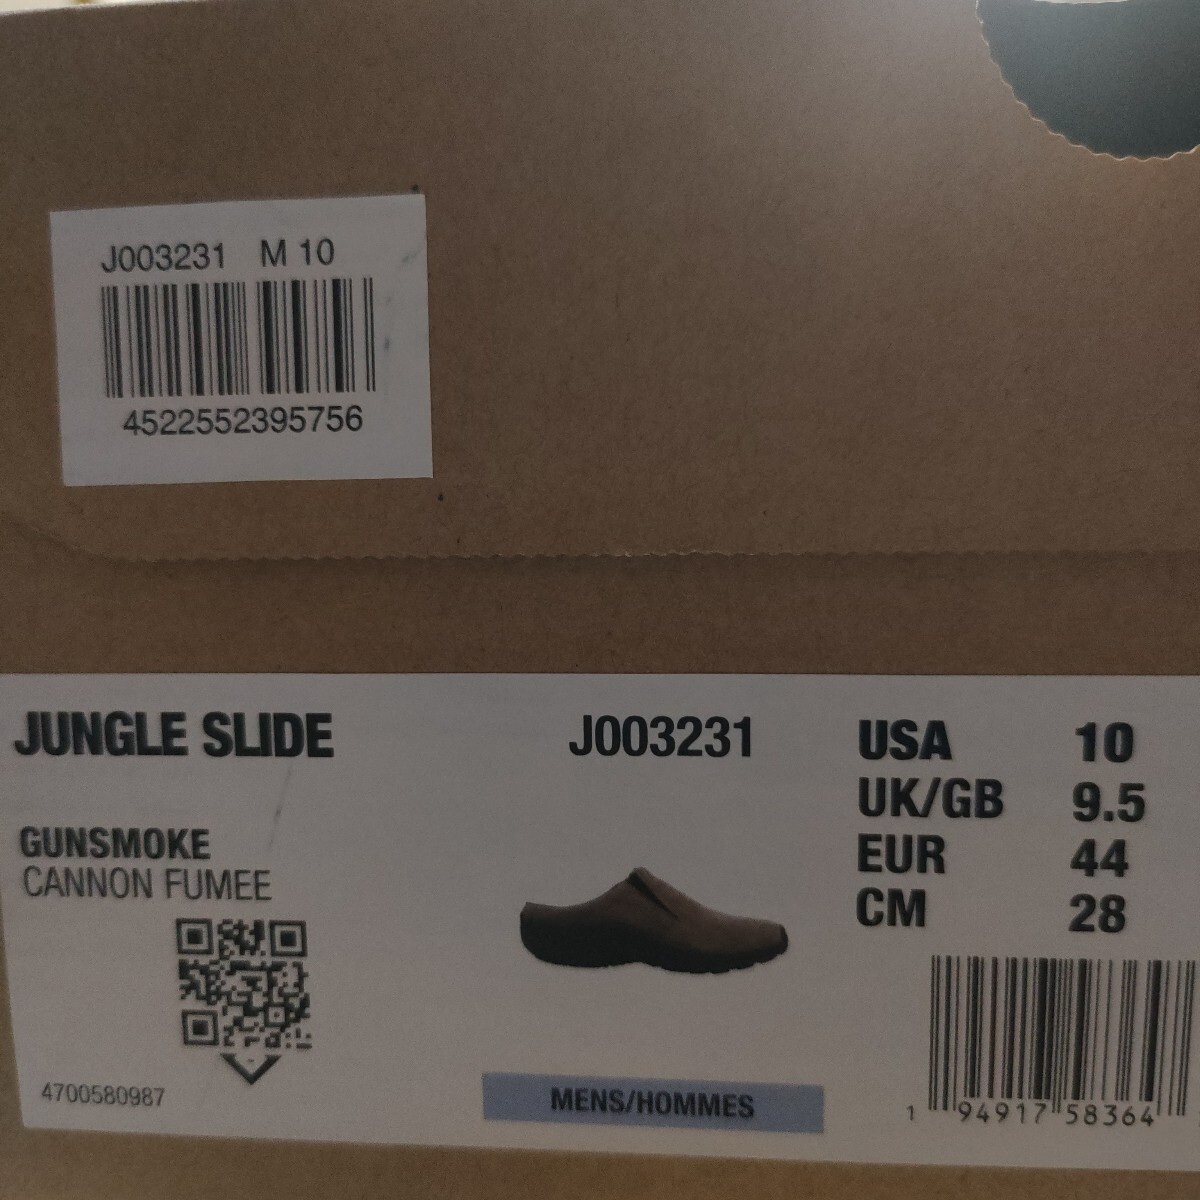 J003231 M 10
4522552395756
JUNGLE SLIDE
GUNSMOKE
CANNON FUMEE
4700580987
J003231
MENS/HOMMES
USA 10
UK/GB 9.5
EUR 44
CM 28
1 94917 58364